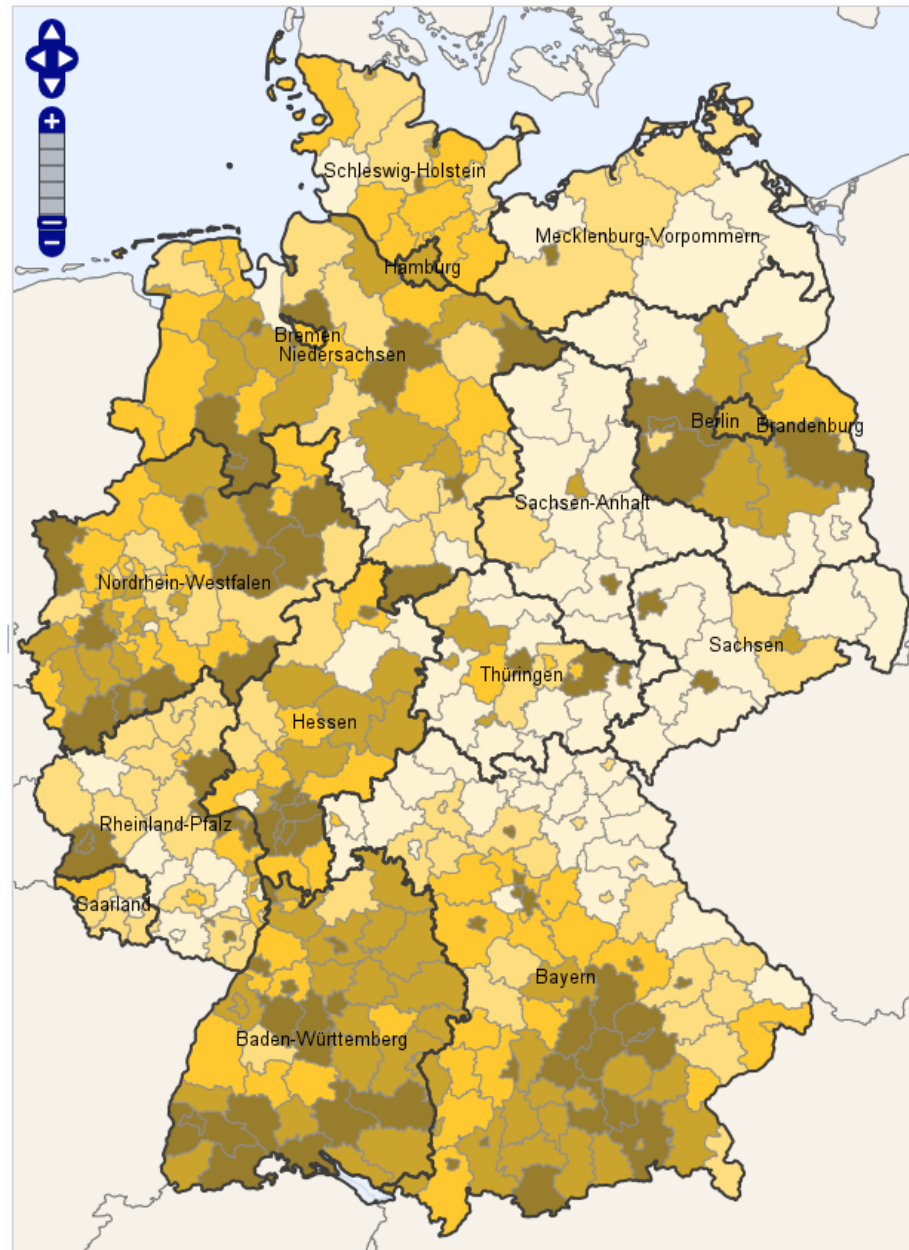 Schleswig-Holstein
Mecklenburg-Vorpommern
Hamburg
Bremen
Niedersachsen
Berlin
Brandenburg
Sachsen-Anhalt
Nordrhein-Westfalen
Sachsen
Thüringen
Hessen
Rheinland-Pfalz
Saarland
Bayern
Baden-Württemberg